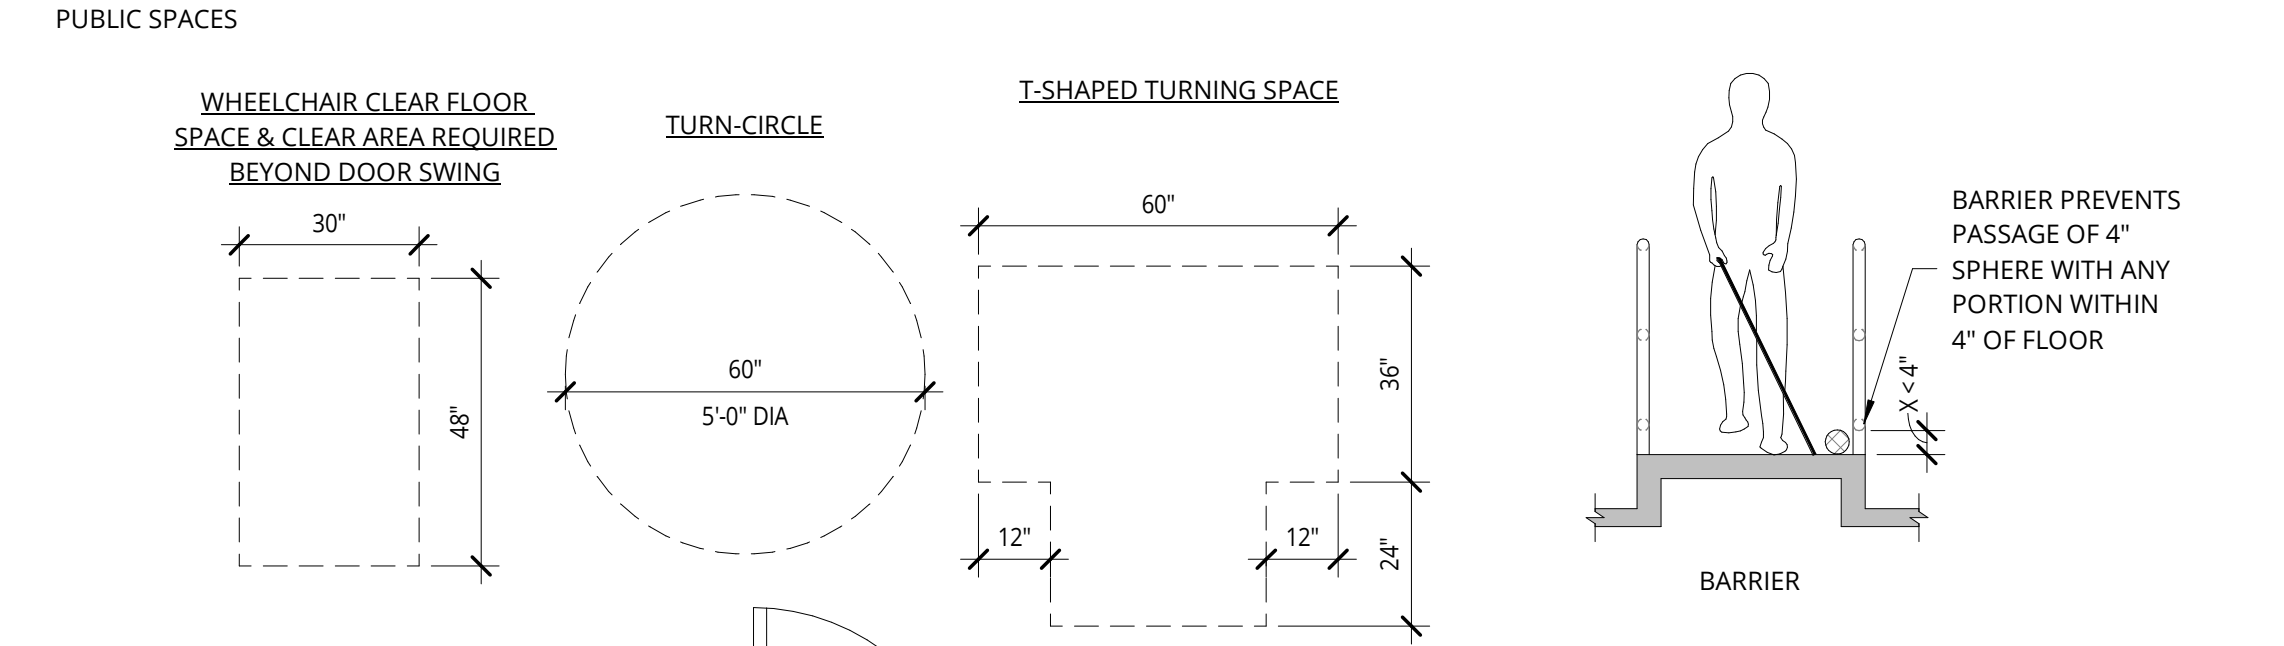 PUBLIC SPACES
WHEELCHAIR CLEAR FLOOR
SPACE & CLEAR AREA REQUIRED
BEYOND DOOR SWING
30"
48"
TURN-CIRCLE
60"
5'-0" DIA
T-SHAPED TURNING SPACE
60"
36"
12"
12"
24"
BARRIER PREVENTS
PASSAGE OF 4"
SPHERE WITH ANY
PORTION WITHIN
4" OF FLOOR
X < 4"
BARRIER